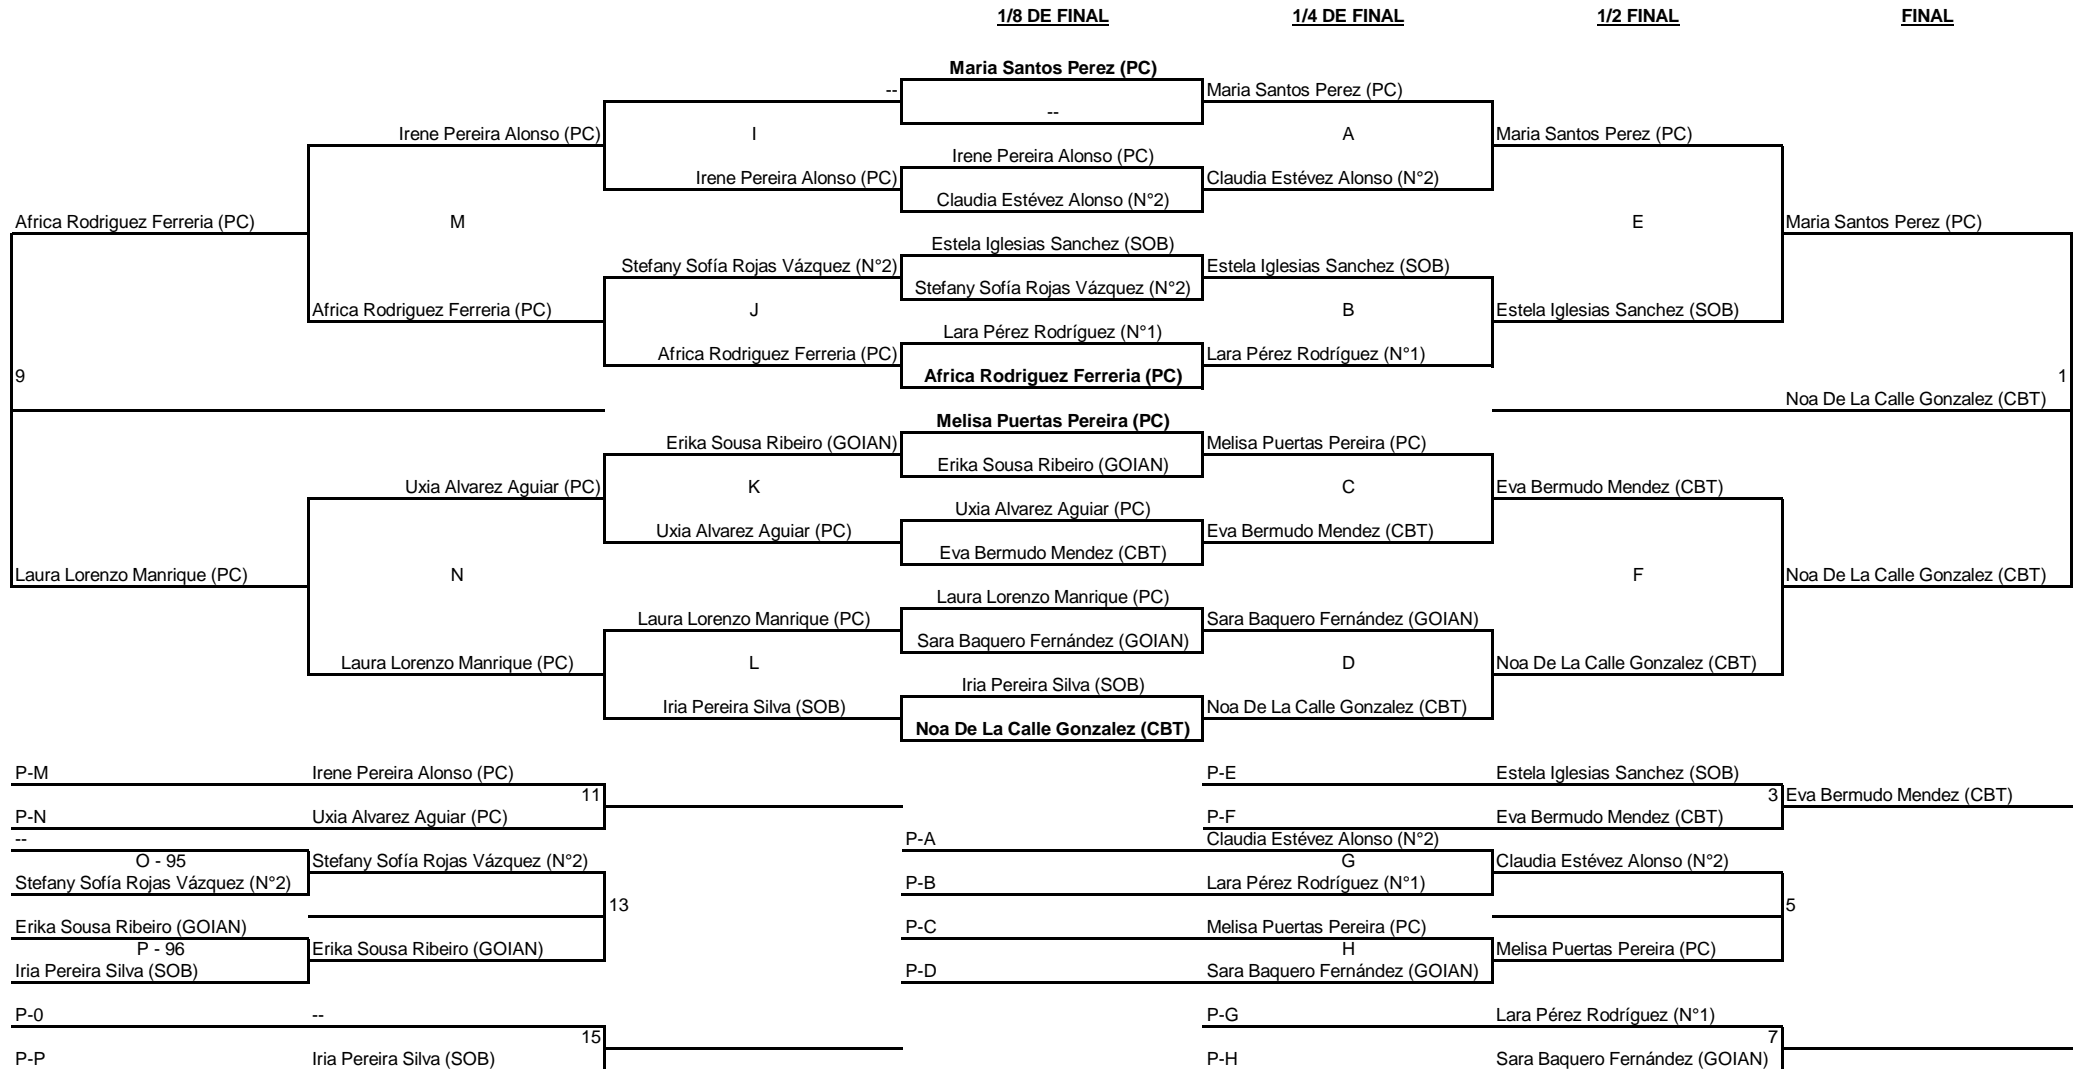 1/8 DE FINAL 1/4 DE FINAL 1/2 FINAL FINAL
Maria Santos Perez (PC)
-- Maria Santos Perez (PC)
--
Irene Pereira Alonso (PC) I A Maria Santos Perez (PC)
Irene Pereira Alonso (PC)
Irene Pereira Alonso (PC) Claudia Estévez Alonso (N°2)
Claudia Estévez Alonso (N°2)
Africa Rodriguez Ferreria (PC) M E Maria Santos Perez (PC)
Estela Iglesias Sanchez (SOB)
Stefany Sofía Rojas Vázquez (N°2) Estela Iglesias Sanchez (SOB)
Stefany Sofía Rojas Vázquez (N°2)
Africa Rodriguez Ferreria (PC) J B Estela Iglesias Sanchez (SOB)
Lara Pérez Rodríguez (N°1)
Africa Rodriguez Ferreria (PC) Lara Pérez Rodríguez (N°1)
9 Africa Rodriguez Ferreria (PC) 1
Noa De La Calle Gonzalez (CBT)
Melisa Puertas Pereira (PC)
Erika Sousa Ribeiro (GOIAN) Melisa Puertas Pereira (PC)
Erika Sousa Ribeiro (GOIAN)
Uxia Alvarez Aguiar (PC) K C Eva Bermudo Mendez (CBT)
Uxia Alvarez Aguiar (PC)
Uxia Alvarez Aguiar (PC) Eva Bermudo Mendez (CBT)
Eva Bermudo Mendez (CBT)
Laura Lorenzo Manrique (PC) N F Noa De La Calle Gonzalez (CBT)
Laura Lorenzo Manrique (PC)
Laura Lorenzo Manrique (PC) Sara Baquero Fernández (GOIAN)
Sara Baquero Fernández (GOIAN)
Laura Lorenzo Manrique (PC) L D Noa De La Calle Gonzalez (CBT)
Iria Pereira Silva (SOB)
Iria Pereira Silva (SOB) Noa De La Calle Gonzalez (CBT)
Noa De La Calle Gonzalez (CBT)
P-M Irene Pereira Alonso (PC) P-E Estela Iglesias Sanchez (SOB)
11 3 Eva Bermudo Mendez (CBT)
P-N Uxia Alvarez Aguiar (PC) P-F Eva Bermudo Mendez (CBT)
-- P-A Claudia Estévez Alonso (N°2)
O - 95 Stefany Sofía Rojas Vázquez (N°2) G Claudia Estévez Alonso (N°2)
Stefany Sofía Rojas Vázquez (N°2) P-B Lara Pérez Rodríguez (N°1)
13 5
Erika Sousa Ribeiro (GOIAN) P-C Melisa Puertas Pereira (PC)
P - 96 Erika Sousa Ribeiro (GOIAN) H Melisa Puertas Pereira (PC)
Iria Pereira Silva (SOB) P-D Sara Baquero Fernández (GOIAN)
P-0 -- P-G Lara Pérez Rodríguez (N°1)
15 7
P-P Iria Pereira Silva (SOB) P-H Sara Baquero Fernández (GOIAN)